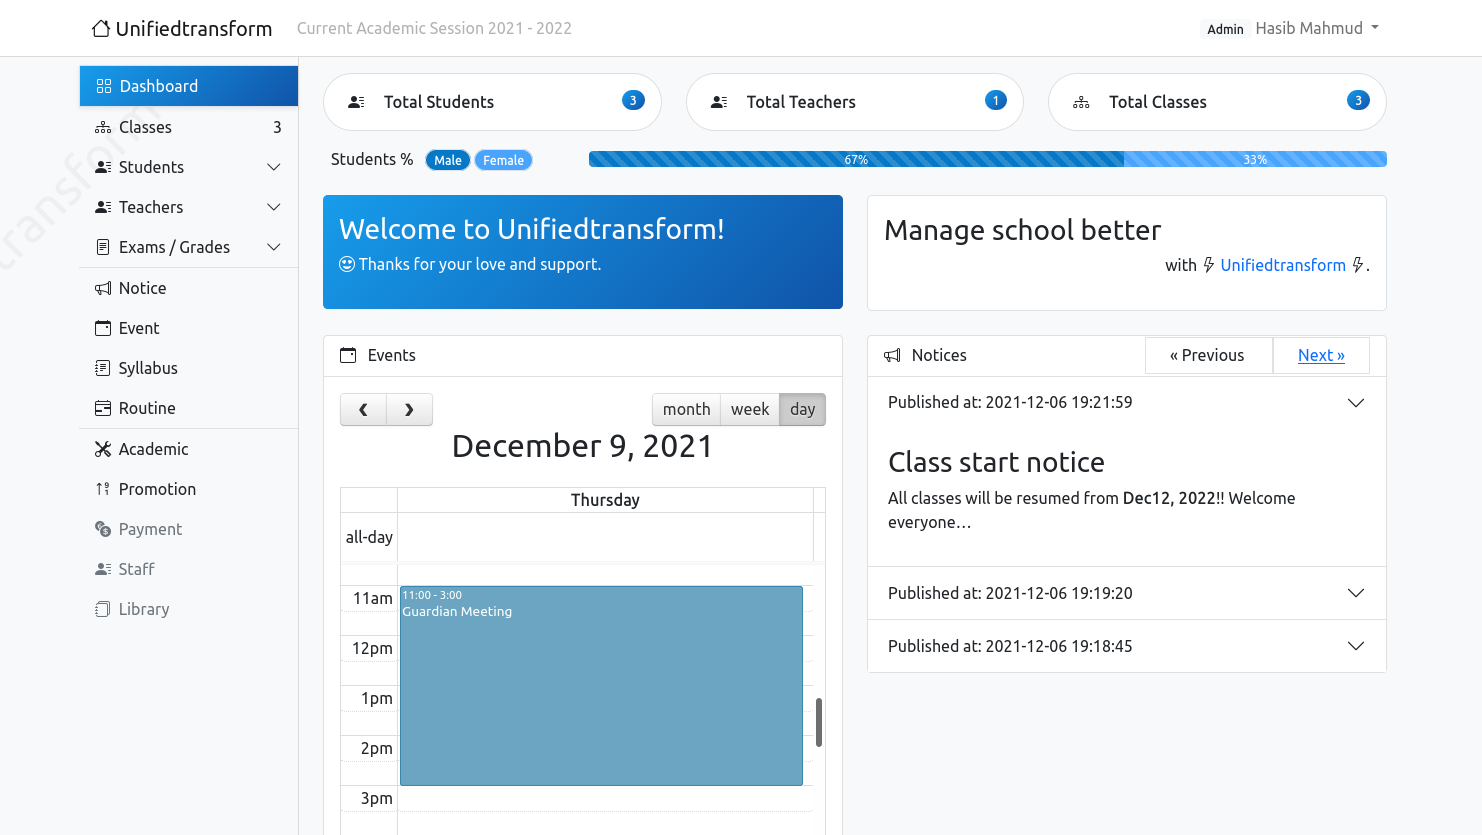 Unifiedtransform
Current Academic Session 2021 - 2022
Admin Hasib Mahmud
Dashboard
Classes 3
Students
Teachers
Exams / Grades
Notice
Event
Syllabus
Routine
Academic
Promotion
Payment
Staff
Library
transform
Total Students 3
Total Teachers 1
Total Classes 3
Students % Male Female
67% 33%
Welcome to Unifiedtransform!
Thanks for your love and support.
Manage school better
with Unifiedtransform .
Events
❮ ❯
month week day
December 9, 2021
Thursday
all-day
11am
12pm
1pm
2pm
3pm
11:00 - 3:00
Guardian Meeting
Notices
« Previous Next »
Published at: 2021-12-06 19:21:59
Class start notice
All classes will be resumed from Dec12, 2022!! Welcome
everyone…
Published at: 2021-12-06 19:19:20
Published at: 2021-12-06 19:18:45